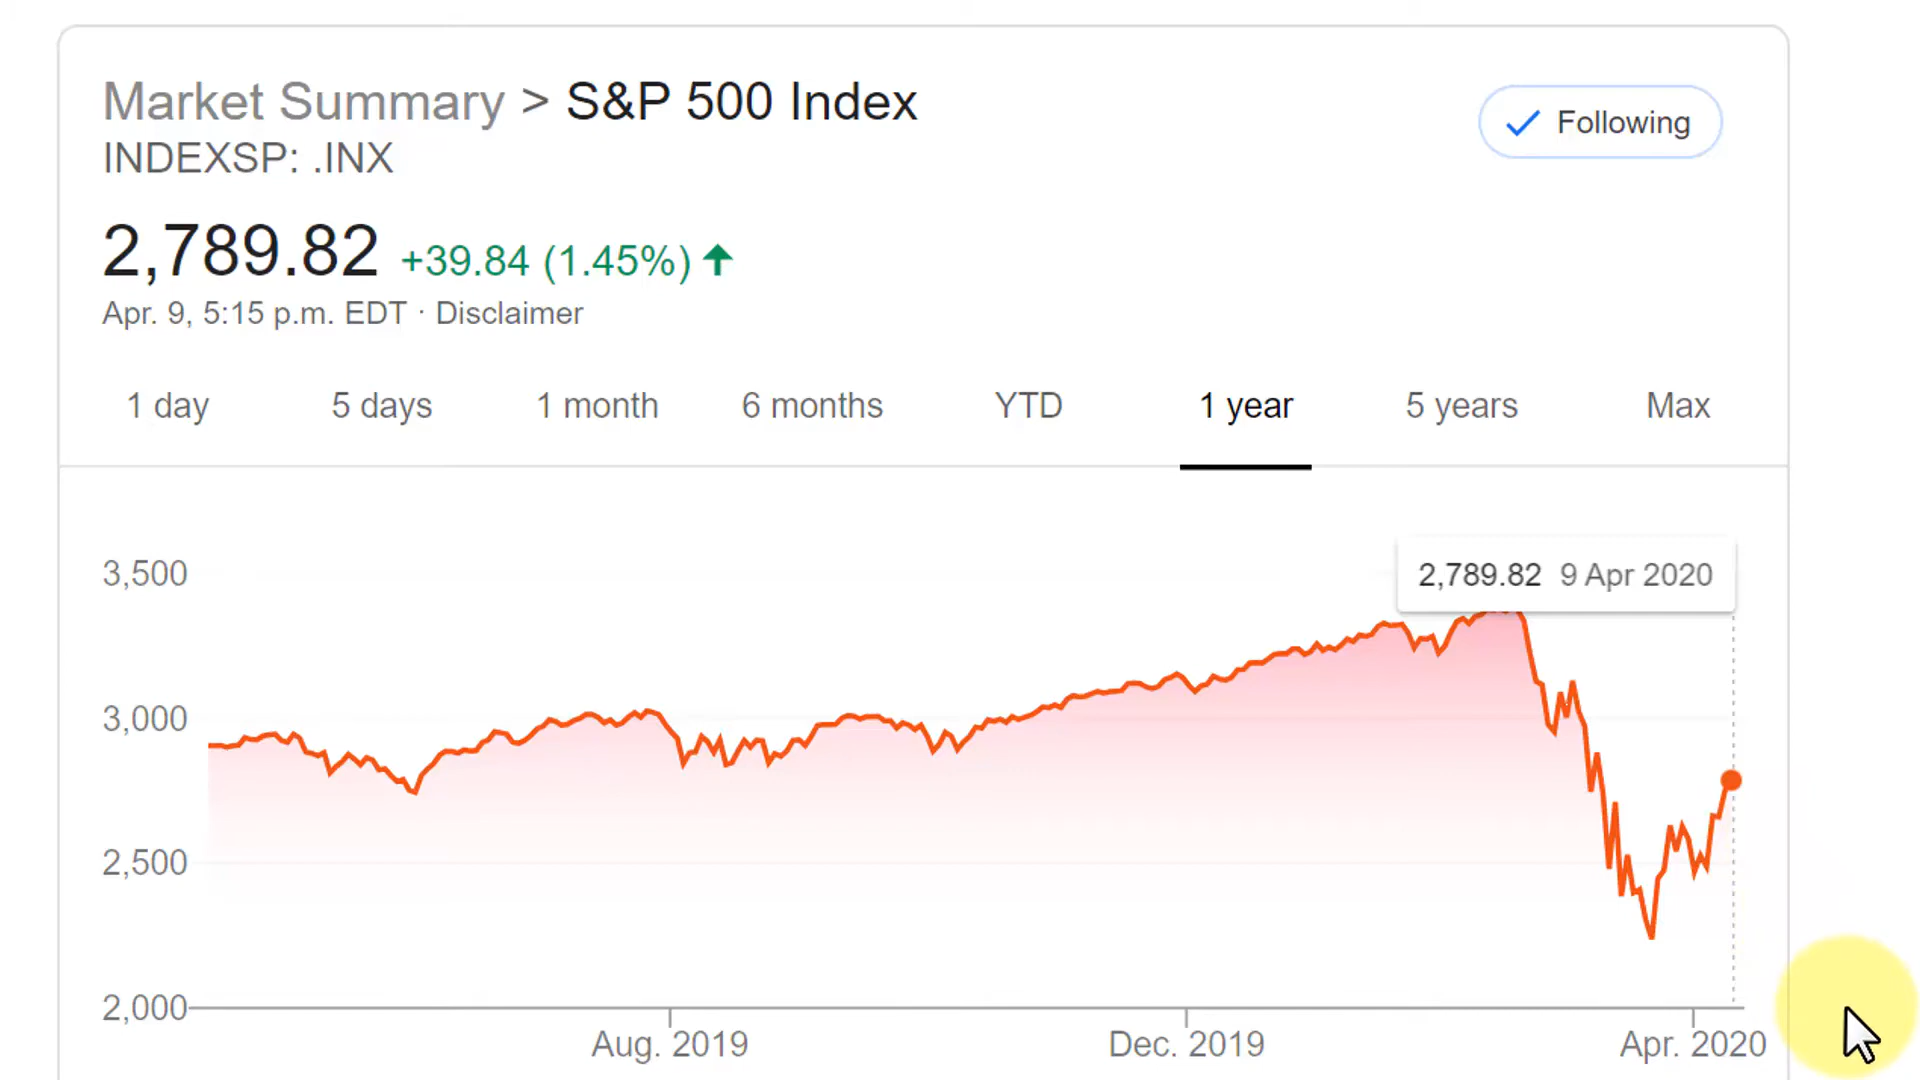 Market Summary > S&P 500 Index
INDEXSP: .INX
Following
2,789.82 +39.84 (1.45%)
Apr. 9, 5:15 p.m. EDT · Disclaimer
1 day 5 days 1 month 6 months YTD 1 year 5 years Max
3,500
2,789.82 9 Apr 2020
3,000
2,500
2,000
Aug. 2019 Dec. 2019 Apr. 2020